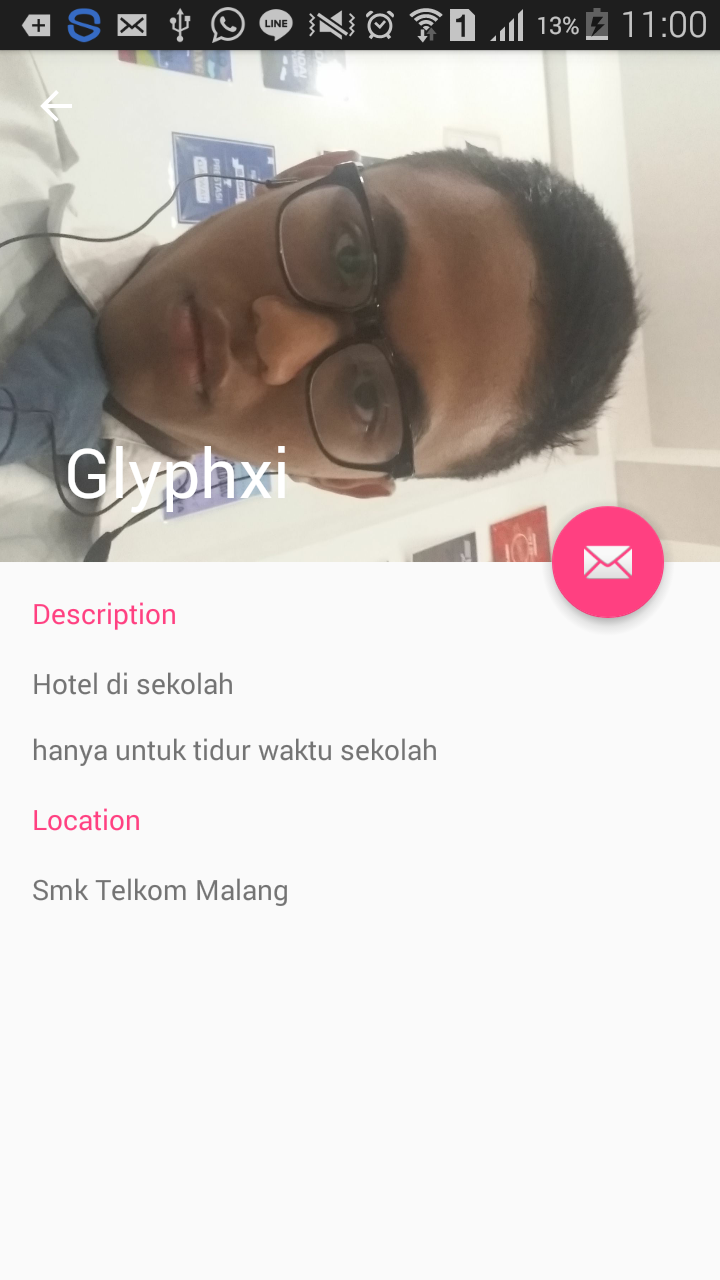 LINE
1
13%
11:00
PRESTASI
Glyphxi
Description
Hotel di sekolah
hanya untuk tidur waktu sekolah
Location
Smk Telkom Malang